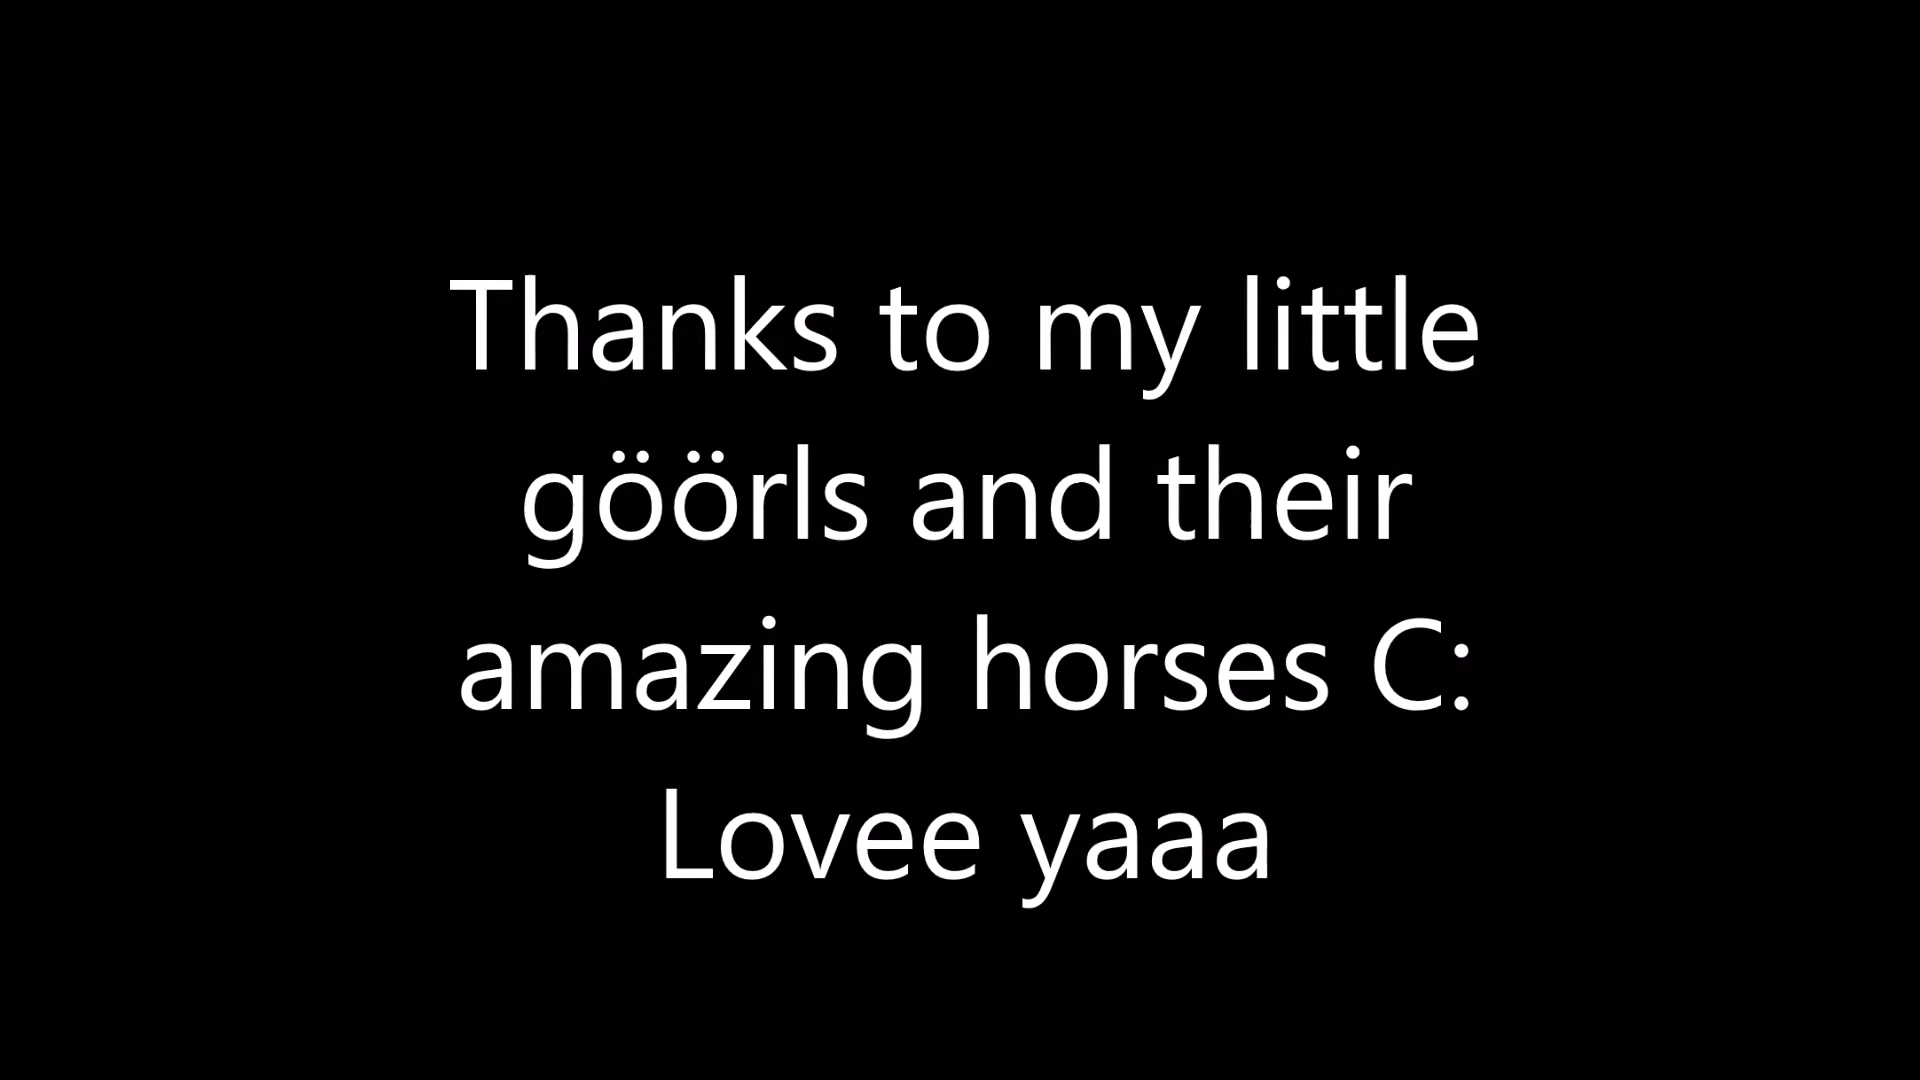 Thanks to my little
göörls and their
amazing horses C:
Lovee yaaa